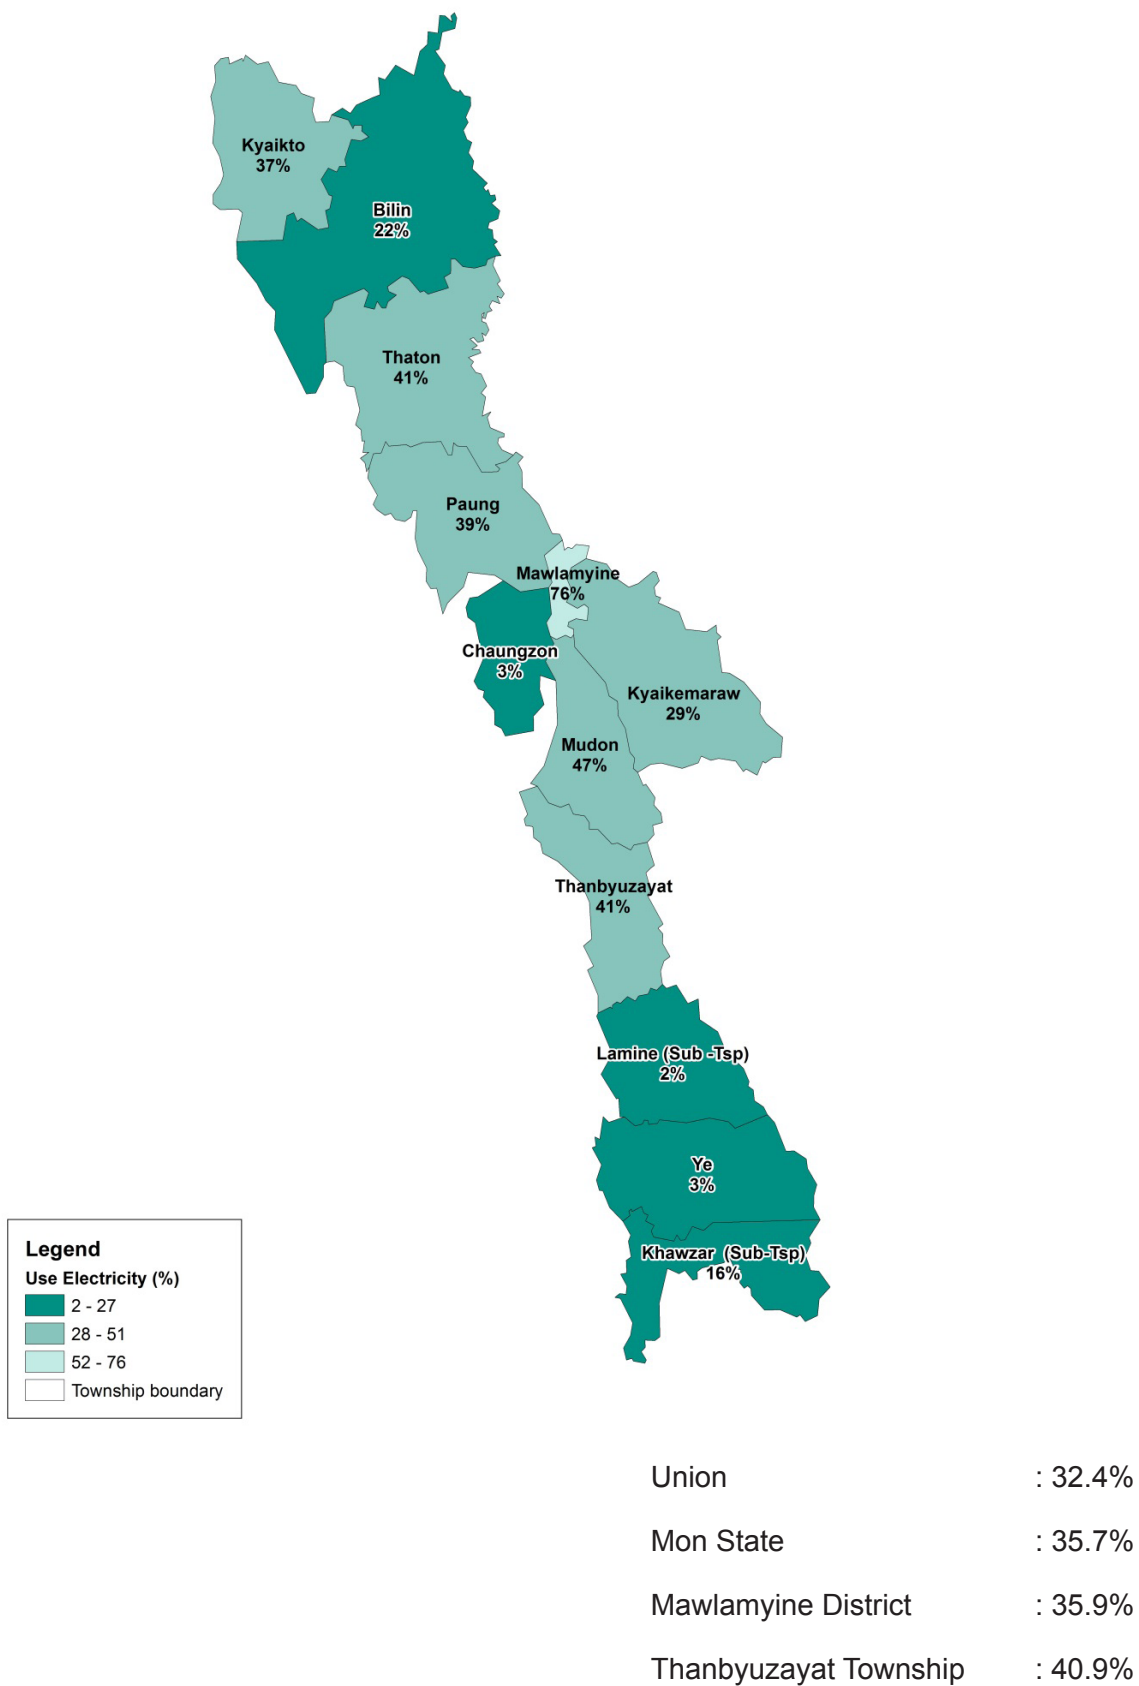 Kyaikto
37%
Bilin
22%
Thaton
41%
Paung
39%
Mawlamyine
76%
Chaungzon
3%
Kyaikemaraw
29%
Mudon
47%
Thanbyuzayat
41%
Lamine (Sub -Tsp)
2%
Ye
3%
Khawzar (Sub-Tsp)
16%
Legend
Use Electricity (%)
2 - 27
28 - 51
52 - 76
Township boundary
Union : 32.4%
Mon State : 35.7%
Mawlamyine District : 35.9%
Thanbyuzayat Township : 40.9%